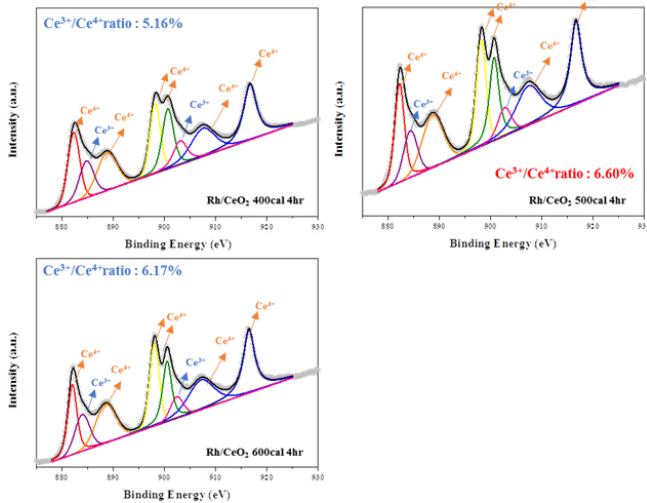 Ce³⁺/Ce⁴⁺ratio : 5.16%
Ce⁴⁺
Ce³⁺
Ce⁴⁺
Ce⁴⁺
Ce⁴⁺
Ce³⁺
Ce⁴⁺
Ce⁴⁺
Rh/CeO₂ 400cal 4hr
Intensity (a.u.)
880 890 900 910 920 930
Binding Energy (eV)
Ce⁴⁺
Ce³⁺
Ce⁴⁺
Ce⁴⁺
Ce⁴⁺
Ce³⁺
Ce⁴⁺
Ce⁴⁺
Ce³⁺/Ce⁴⁺ratio : 6.60%
Rh/CeO₂ 500cal 4hr
Intensity (a.u.)
880 890 900 910 920 930
Binding Energy (eV)
Ce³⁺/Ce⁴⁺ratio : 6.17%
Ce⁴⁺
Ce³⁺
Ce⁴⁺
Ce⁴⁺
Ce⁴⁺
Ce³⁺
Ce⁴⁺
Ce⁴⁺
Rh/CeO₂ 600cal 4hr
Intensity (a.u.)
880 890 900 910 920 930
Binding Energy (eV)